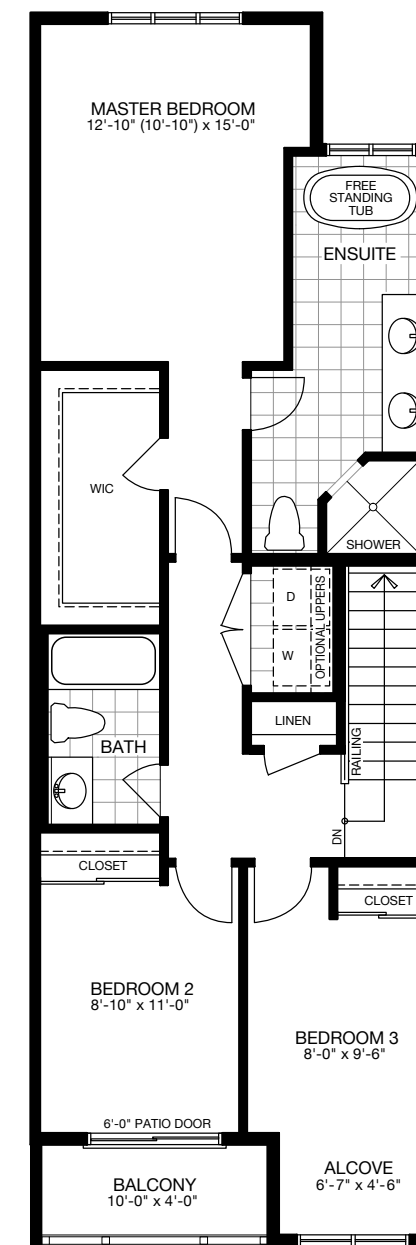 MASTER BEDROOM
12'-10" (10'-10") x 15'-0"
FREE
STANDING
TUB
ENSUITE
WIC
SHOWER
D
W
OPTIONAL UPPERS
LINEN
RAILING
DN
BATH
CLOSET
CLOSET
BEDROOM 2
8'-10" x 11'-0"
BEDROOM 3
8'-0" x 9'-6"
6'-0" PATIO DOOR
BALCONY
10'-0" x 4'-0"
ALCOVE
6'-7" x 4'-6"